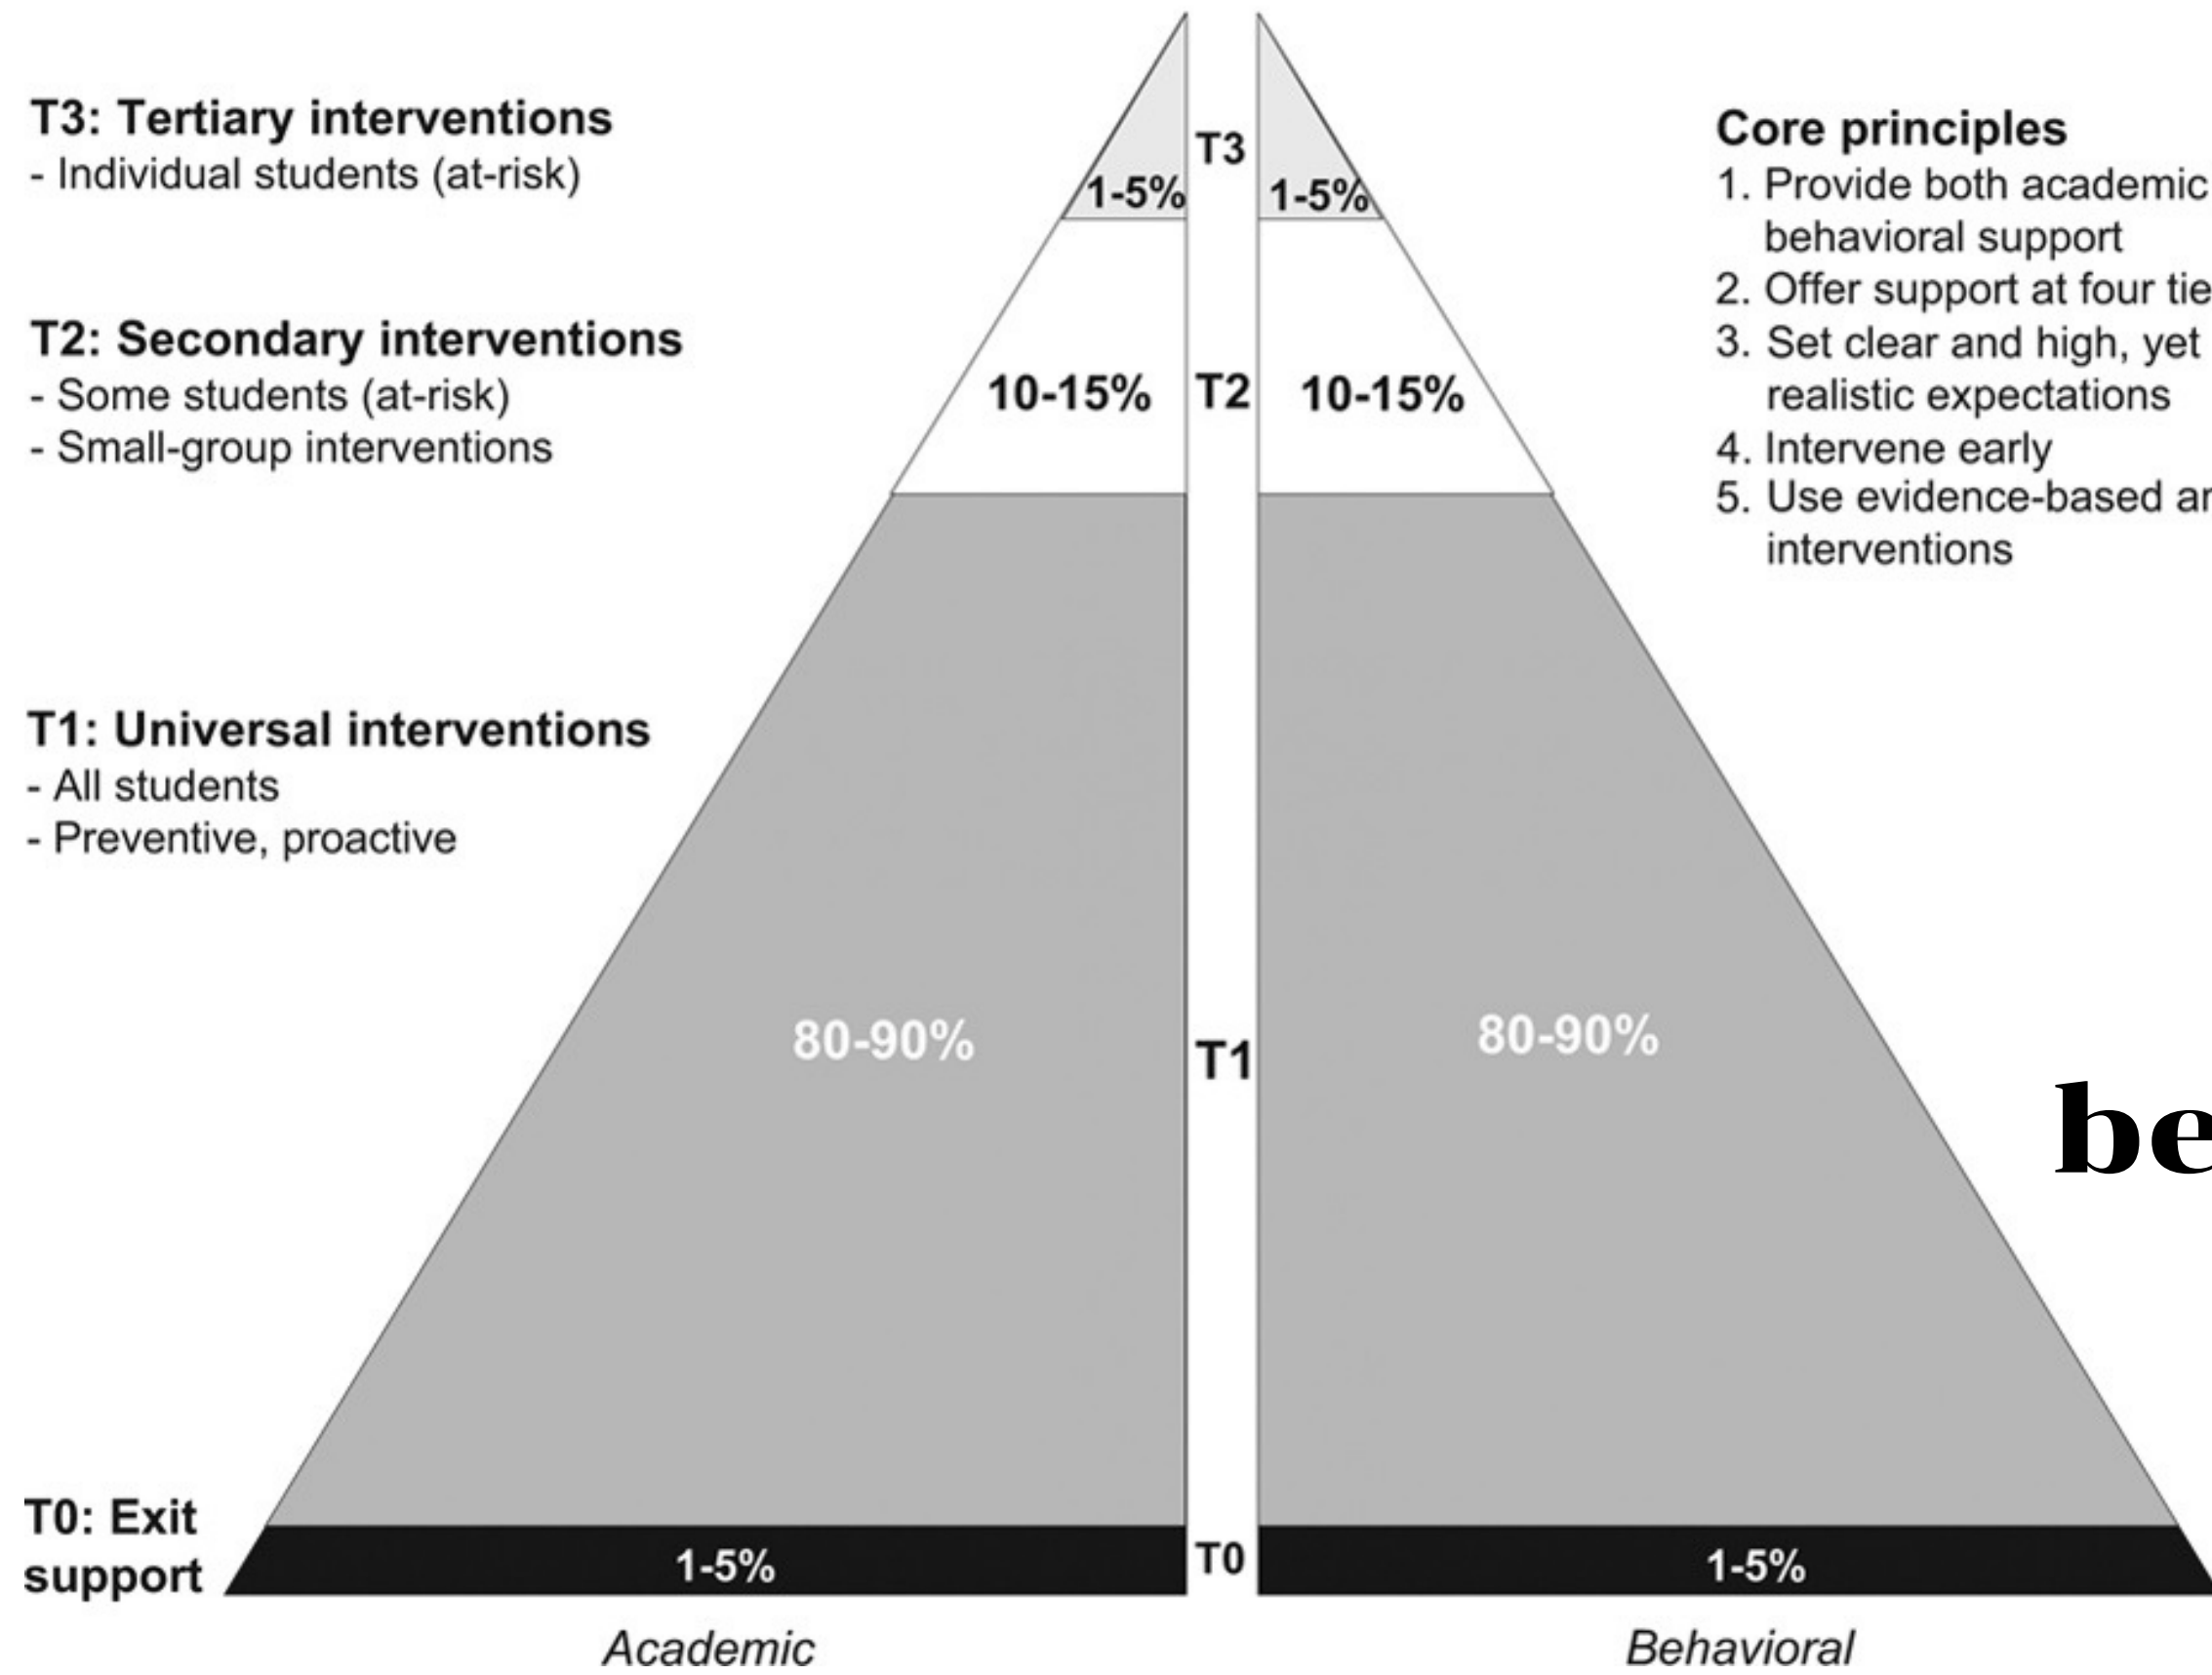 T3: Tertiary interventions
- Individual students (at-risk)
T2: Secondary interventions
- Some students (at-risk)
- Small-group interventions
T1: Universal interventions
- All students
- Preventive, proactive
T0: Exit
support
T3
1-5%
1-5%
10-15%
T2
10-15%
80-90%
T1
80-90%
1-5%
T0
1-5%
Academic
Behavioral
Core principles
1. Provide both academic
behavioral support
2. Offer support at four
3. Set clear and high, yet
realistic expectations
4. Intervene early
5. Use evidence-based
interventions